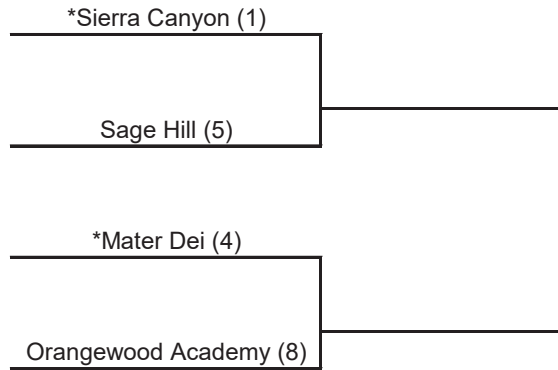 *Sierra Canyon (1)
Sage Hill (5)
*Mater Dei (4)
Orangewood Academy (8)